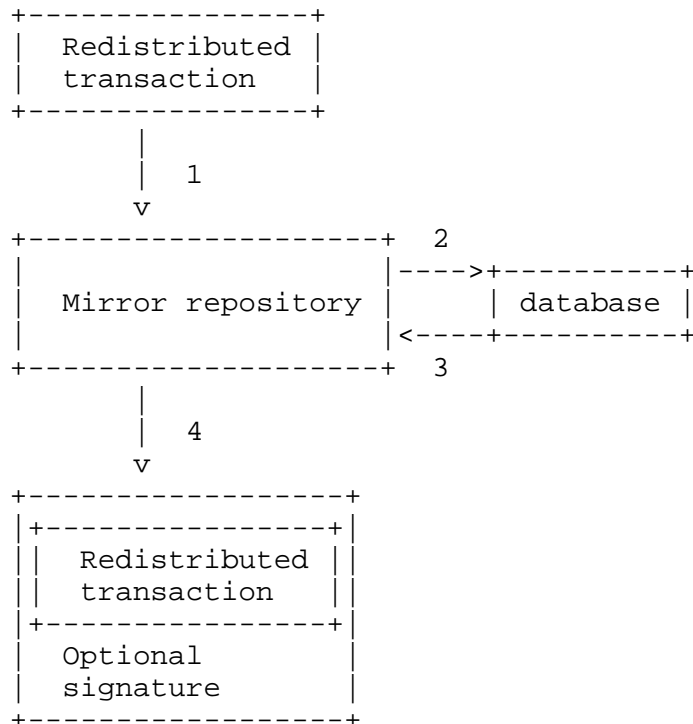 Redistributed
transaction
1
2
Mirror repository
database
3
4
Redistributed
transaction
Optional
signature